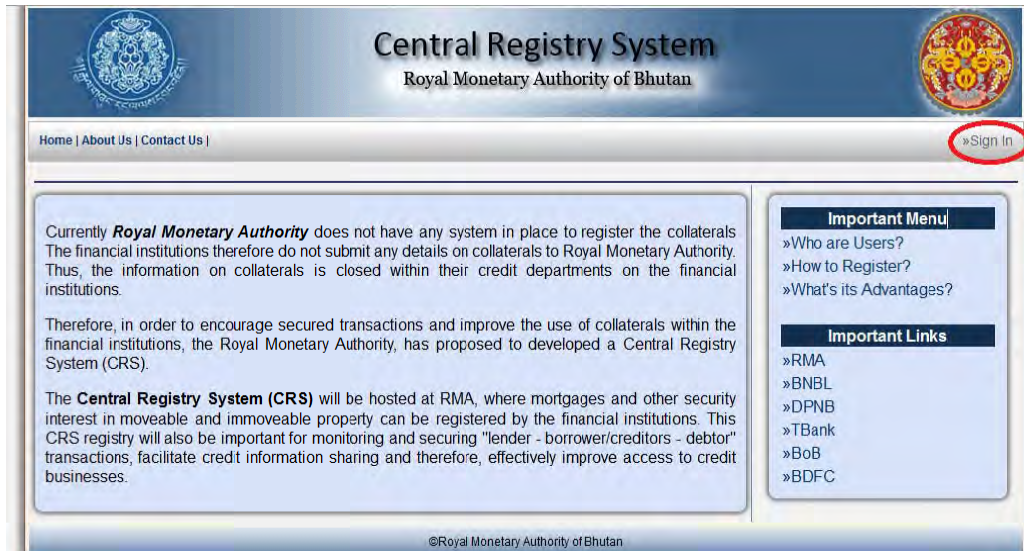 Central Registry System
Royal Monetary Authority of Bhutan
Home | About Us | Contact Us |
»Sign In
Currently Royal Monetary Authority does not have any system in place to register the collaterals
The financial institutions therefore do not submit any details on collaterals to Royal Monetary Authority.
Thus, the information on collaterals is closed within their credit departments on the financial
institutions.
Therefore, in order to encourage secured transactions and improve the use of collaterals within the
financial institutions, the Royal Monetary Authority, has proposed to developed a Central Registry
System (CRS).
The Central Registry System (CRS) will be hosted at RMA, where mortgages and other security
interest in moveable and immoveable property can be registered by the financial institutions. This
CRS registry will also be important for monitoring and securing "lender - borrower/creditors - debtor"
transactions, facilitate credit information sharing and therefore, effectively improve access to credit
businesses.
Important Menu
»Who are Users?
»How to Register?
»What's its Advantages?
Important Links
»RMA
»BNBL
»DPNB
»TBank
»BoB
»BDFC
©Royal Monetary Authority of Bhutan